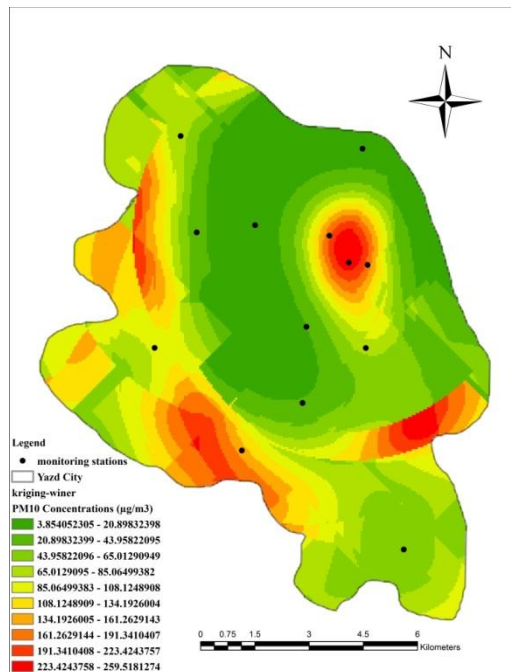 N
Legend
monitoring stations
Yazd City
kriging-winer
PM10 Concentrations (µg/m3)
3.854052305 - 20.89832398
20.89832399 - 43.95822095
43.95822096 - 65.01290949
65.0129095 - 85.06499382
85.06499383 - 108.1248908
108.1248909 - 134.1926004
134.1926005 - 161.2629143
161.2629144 - 191.3410407
191.3410408 - 223.4243757
223.4243758 - 259.5181274
0 0.75 1.5 3 4.5 6
Kilometers